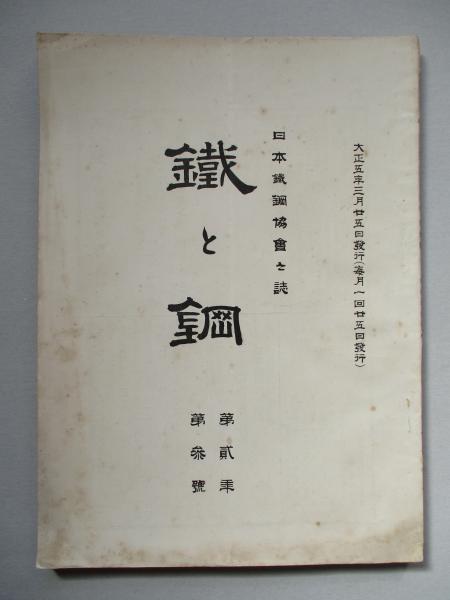 大正五年三月廿五日發行(每月一回廿五日發行)
日本鐵鋼協會々誌
鐵と鋼
第貳年
第參號